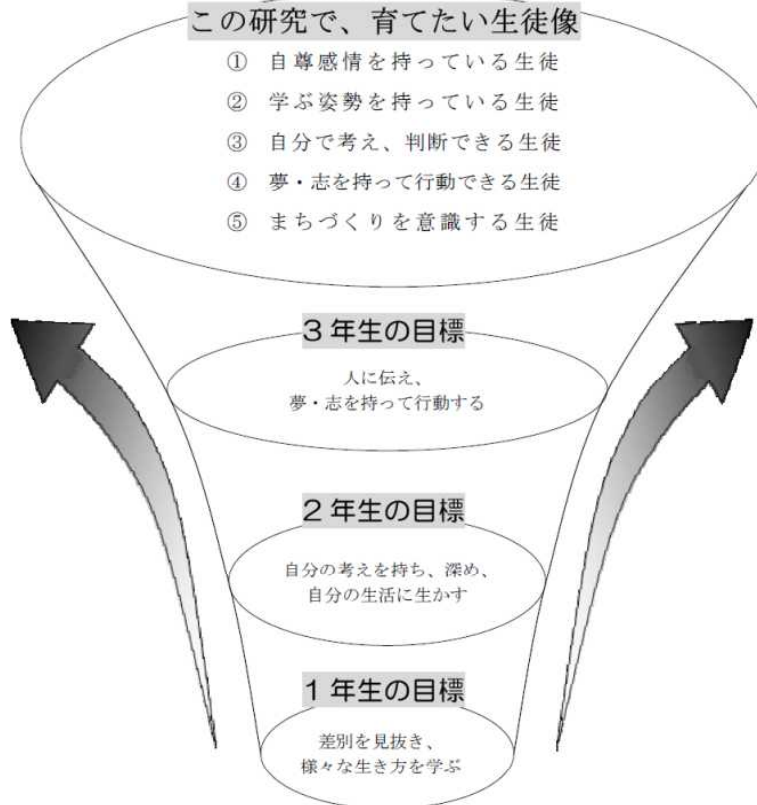 この研究で、育てたい生徒像
① 自尊感情を持っている生徒
② 学ぶ姿勢を持っている生徒
③ 自分で考え、判断できる生徒
④ 夢・志を持って行動できる生徒
⑤ まちづくりを意識する生徒
3年生の目標
人に伝え、
夢・志を持って行動する
2年生の目標
自分の考えを持ち、深め、
自分の生活に生かす
1年生の目標
差別を見抜き、
様々な生き方を学ぶ